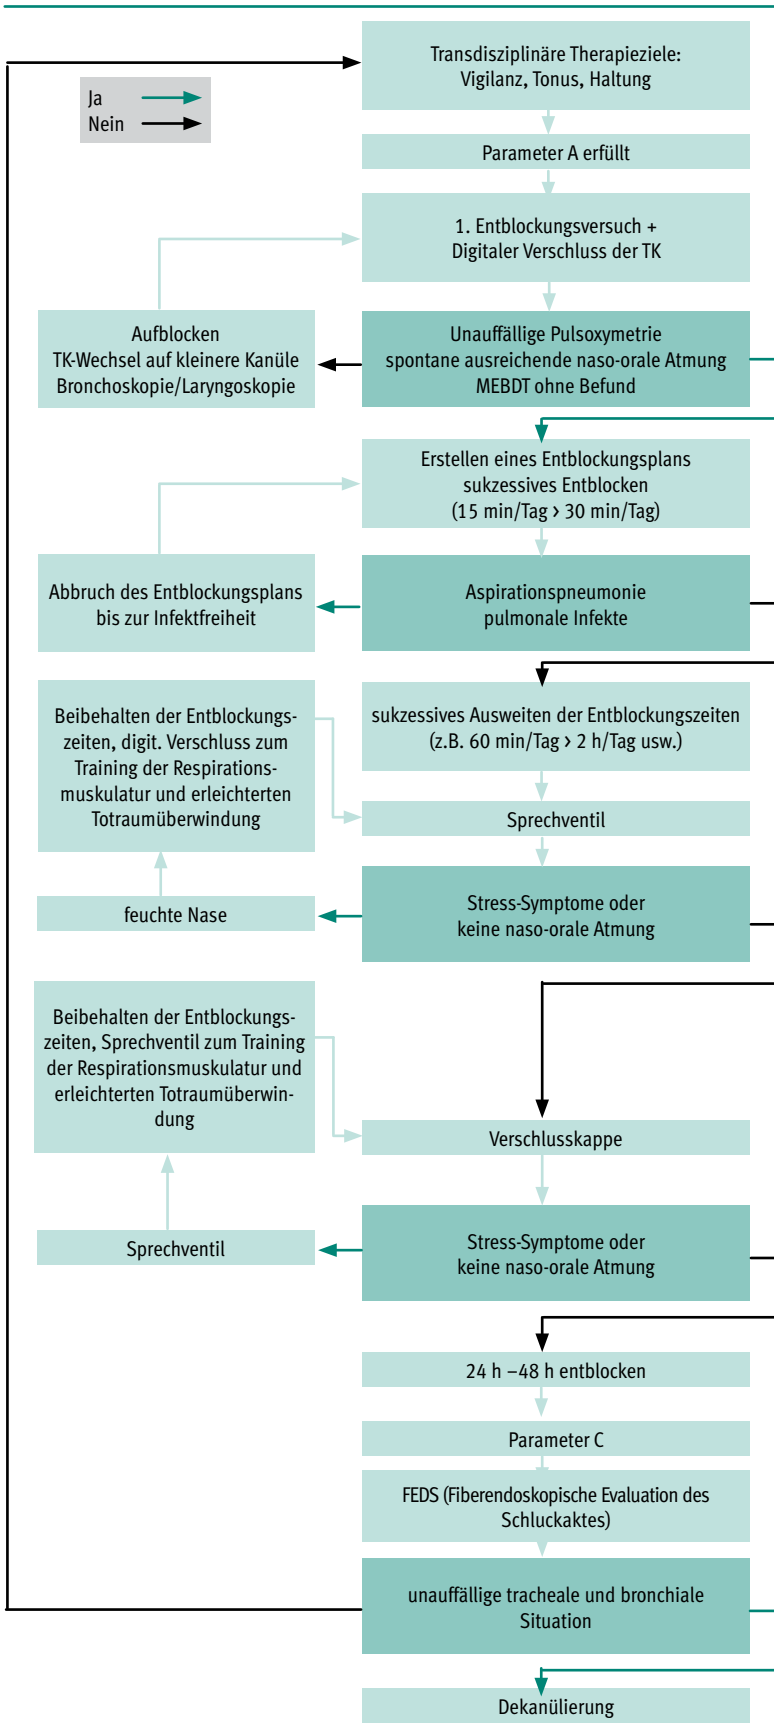 Transdisziplinäre Therapieziele:
Vigilanz, Tonus, Haltung
Ja
Nein
Parameter A erfüllt
1. Entblockungsversuch +
Digitaler Verschluss der TK
Aufblocken
TK-Wechsel auf kleinere Kanüle
Bronchoskopie/Laryngoskopie
Unauffällige Pulsoxymetrie
spontane ausreichende naso-orale Atmung
MEBDT ohne Befund
Erstellen eines Entblockungsplans
sukzessives Entblocken
(15 min/Tag > 30 min/Tag)
Abbruch des Entblockungsplans
bis zur Infektfreiheit
Aspirationspneumonie
pulmonale Infekte
Beibehalten der Entblockungs-
zeiten, digit. Verschluss zum
Training der Respirations-
muskulatur und erleichterten
Totraumüberwindung
sukzessives Ausweiten der Entblockungszeiten
(z.B. 60 min/Tag > 2 h/Tag usw.)
Sprechventil
feuchte Nase
Stress-Symptome oder
keine naso-orale Atmung
Beibehalten der Entblockungs-
zeiten, Sprechventil zum Training
der Respirationsmuskulatur und
erleichterten Totraumüberwin-
dung
Verschlusskappe
Sprechventil
Stress-Symptome oder
keine naso-orale Atmung
24 h –48 h entblocken
Parameter C
FEDS (Fiberendoskopische Evaluation des
Schluckaktes)
unauffällige tracheale und bronchiale
Situation
Dekanülierung